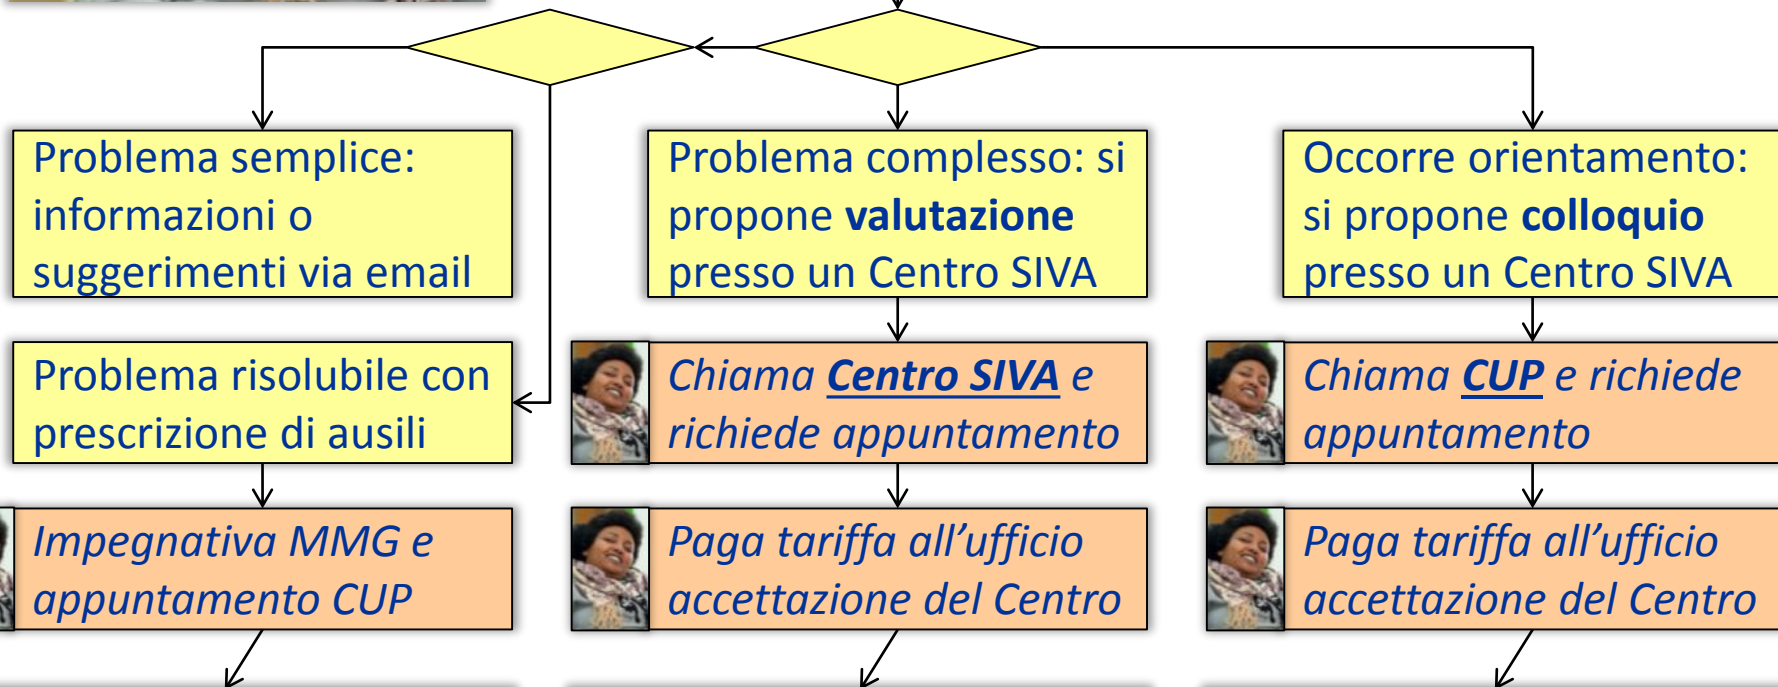 Problema semplice:
informazioni o
suggerimenti via email
Problema complesso: si
propone valutazione
presso un Centro SIVA
Occorre orientamento:
si propone colloquio
presso un Centro SIVA
Problema risolubile con
prescrizione di ausili
Chiama Centro SIVA e
richiede appuntamento
Chiama CUP e richiede
appuntamento
Impegnativa MMG e
appuntamento CUP
Paga tariffa all’ufficio
accettazione del Centro
Paga tariffa all’ufficio
accettazione del Centro